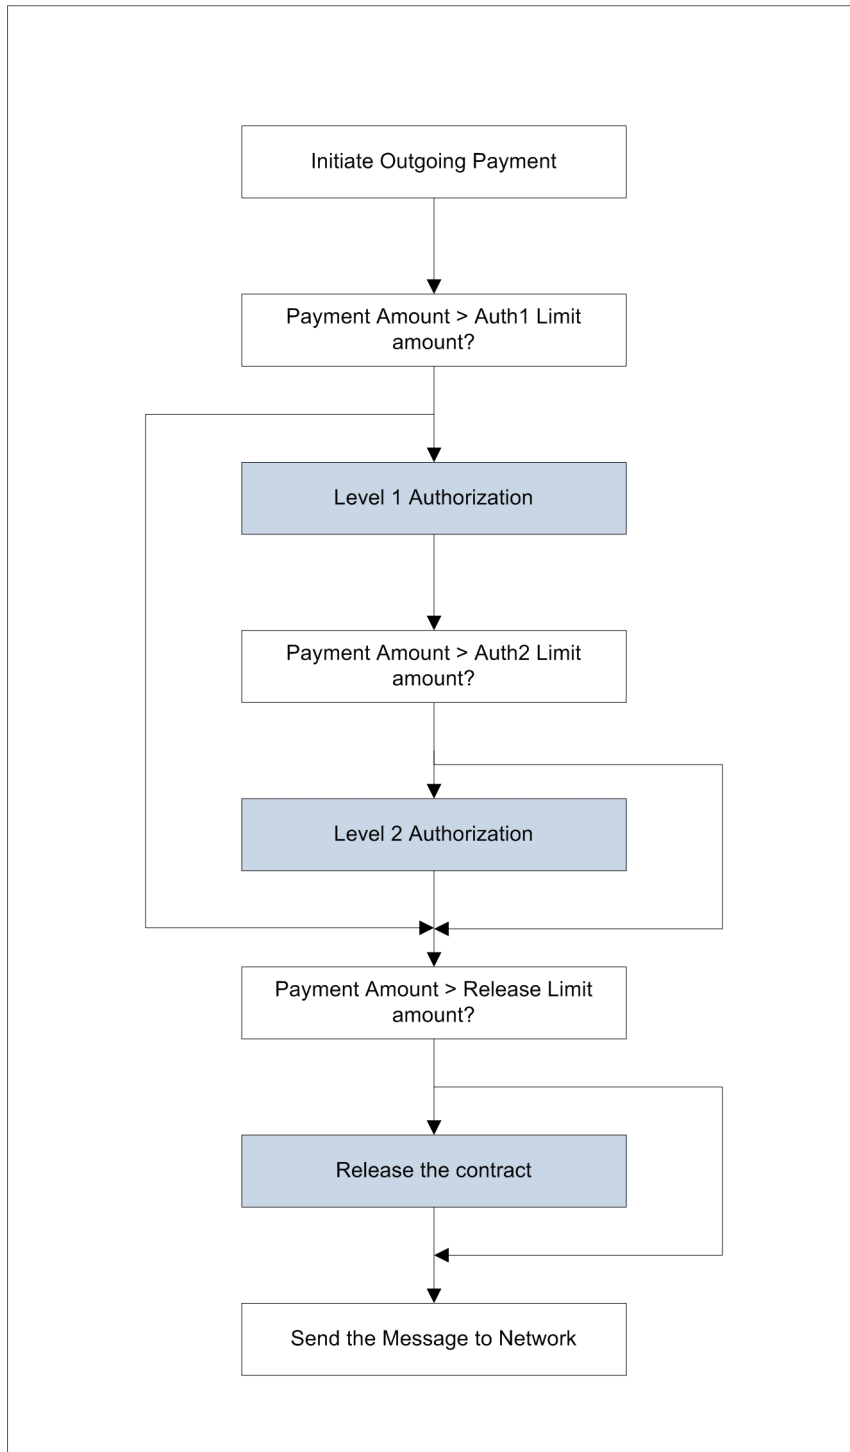 Initiate Outgoing Payment
Payment Amount > Auth1 Limit
amount?
Level 1 Authorization
Payment Amount > Auth2 Limit
amount?
Level 2 Authorization
Payment Amount > Release Limit
amount?
Release the contract
Send the Message to Network